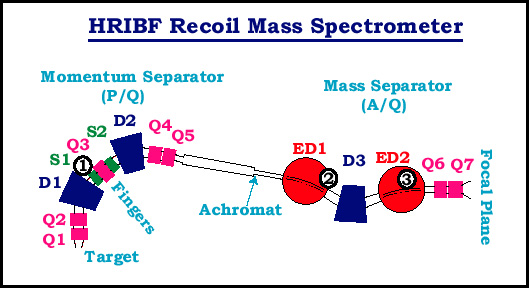 HRIBF Recoil Mass Spectrometer
Momentum Separator
(P/Q)
Mass Separator
(A/Q)
D2
S2
Q3
S1
1
D1
Fingers
Q4
Q5
Q2
Q1
Target
Achromat
ED1
2
D3
ED2
3
Q6
Q7
Focal Plane